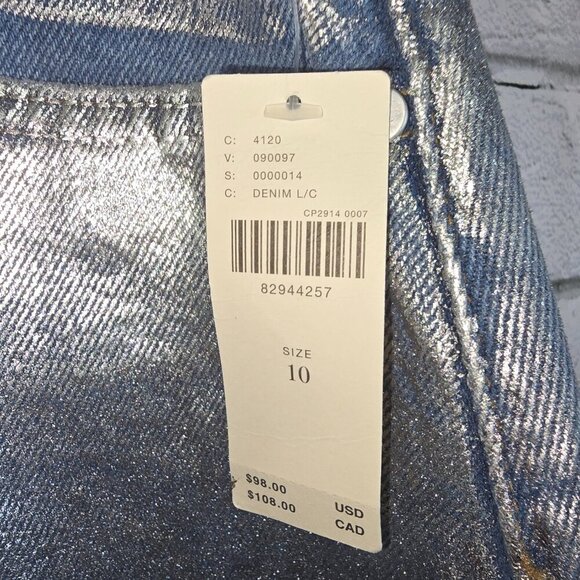 C: 4120
V: 090097
S: 0000014
C: DENIM L/C
CP2914 0007
82944257
SIZE
10
$98.00 USD
$108.00 CAD